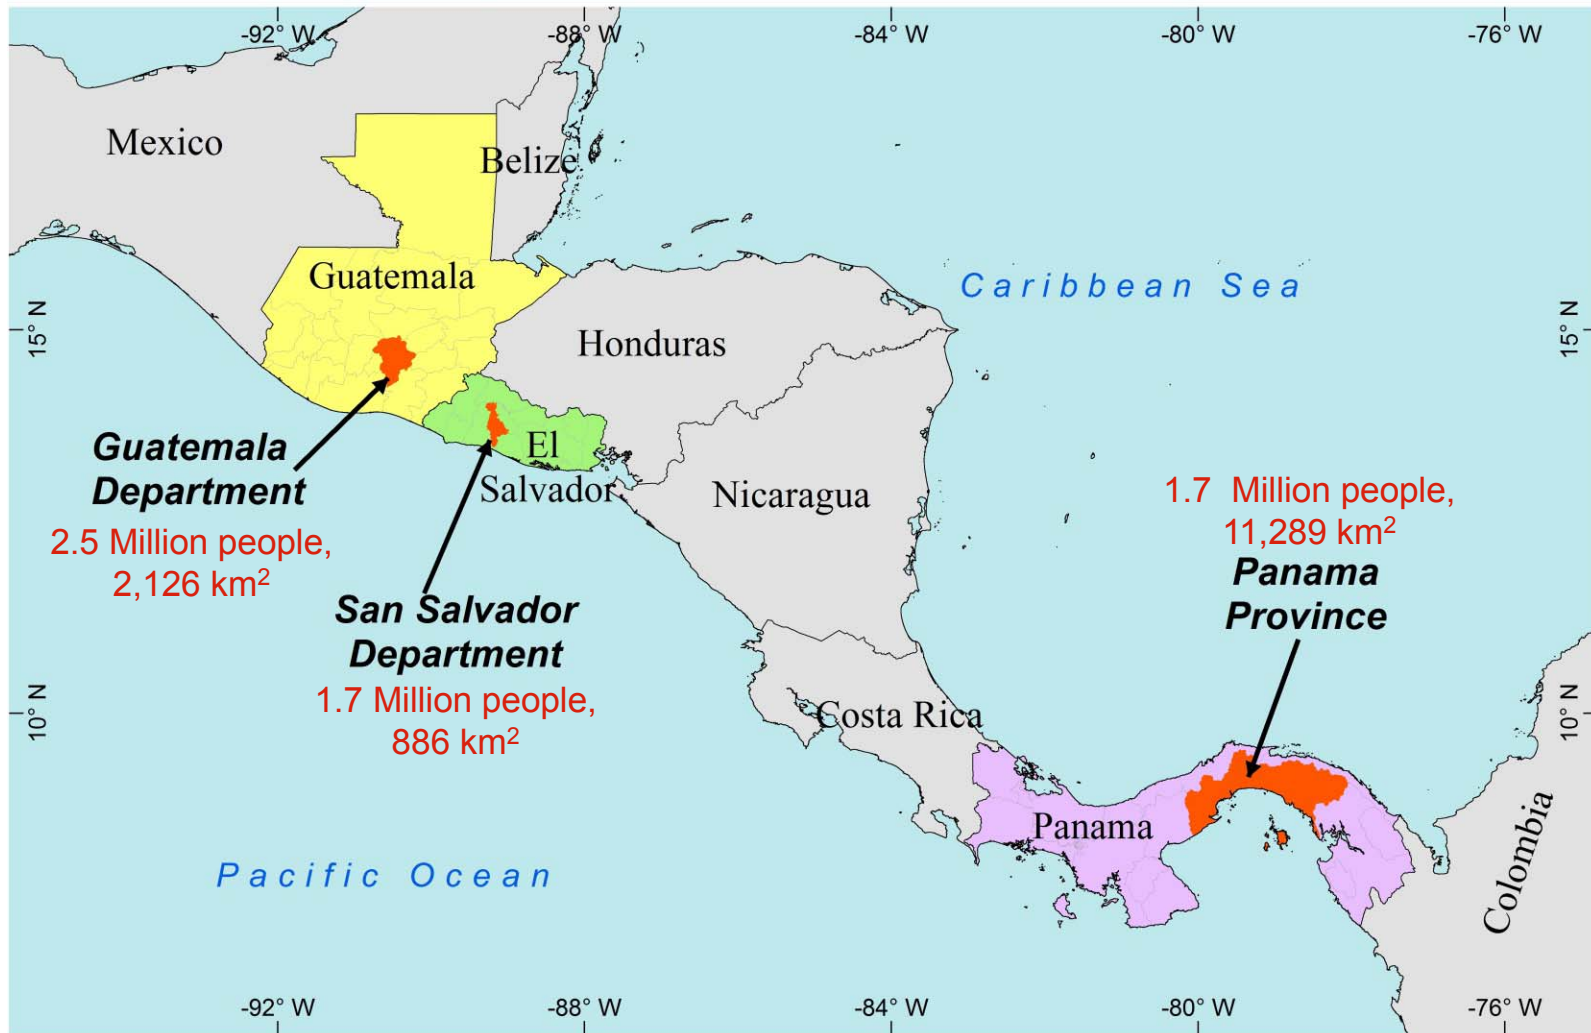 -92° W
-88° W
-84° W
-80° W
-76° W
Mexico
Belize
Guatemala
Caribbean Sea
15° N
15° N
Honduras
Guatemala
Department
2.5 Million people,
2,126 km²
El
Salvador
Nicaragua
1.7 Million people,
11,289 km²
Panama
Province
San Salvador
Department
1.7 Million people,
886 km²
10° N
10° N
Costa Rica
Panama
Colombia
Pacific Ocean
-92° W
-88° W
-84° W
-80° W
-76° W